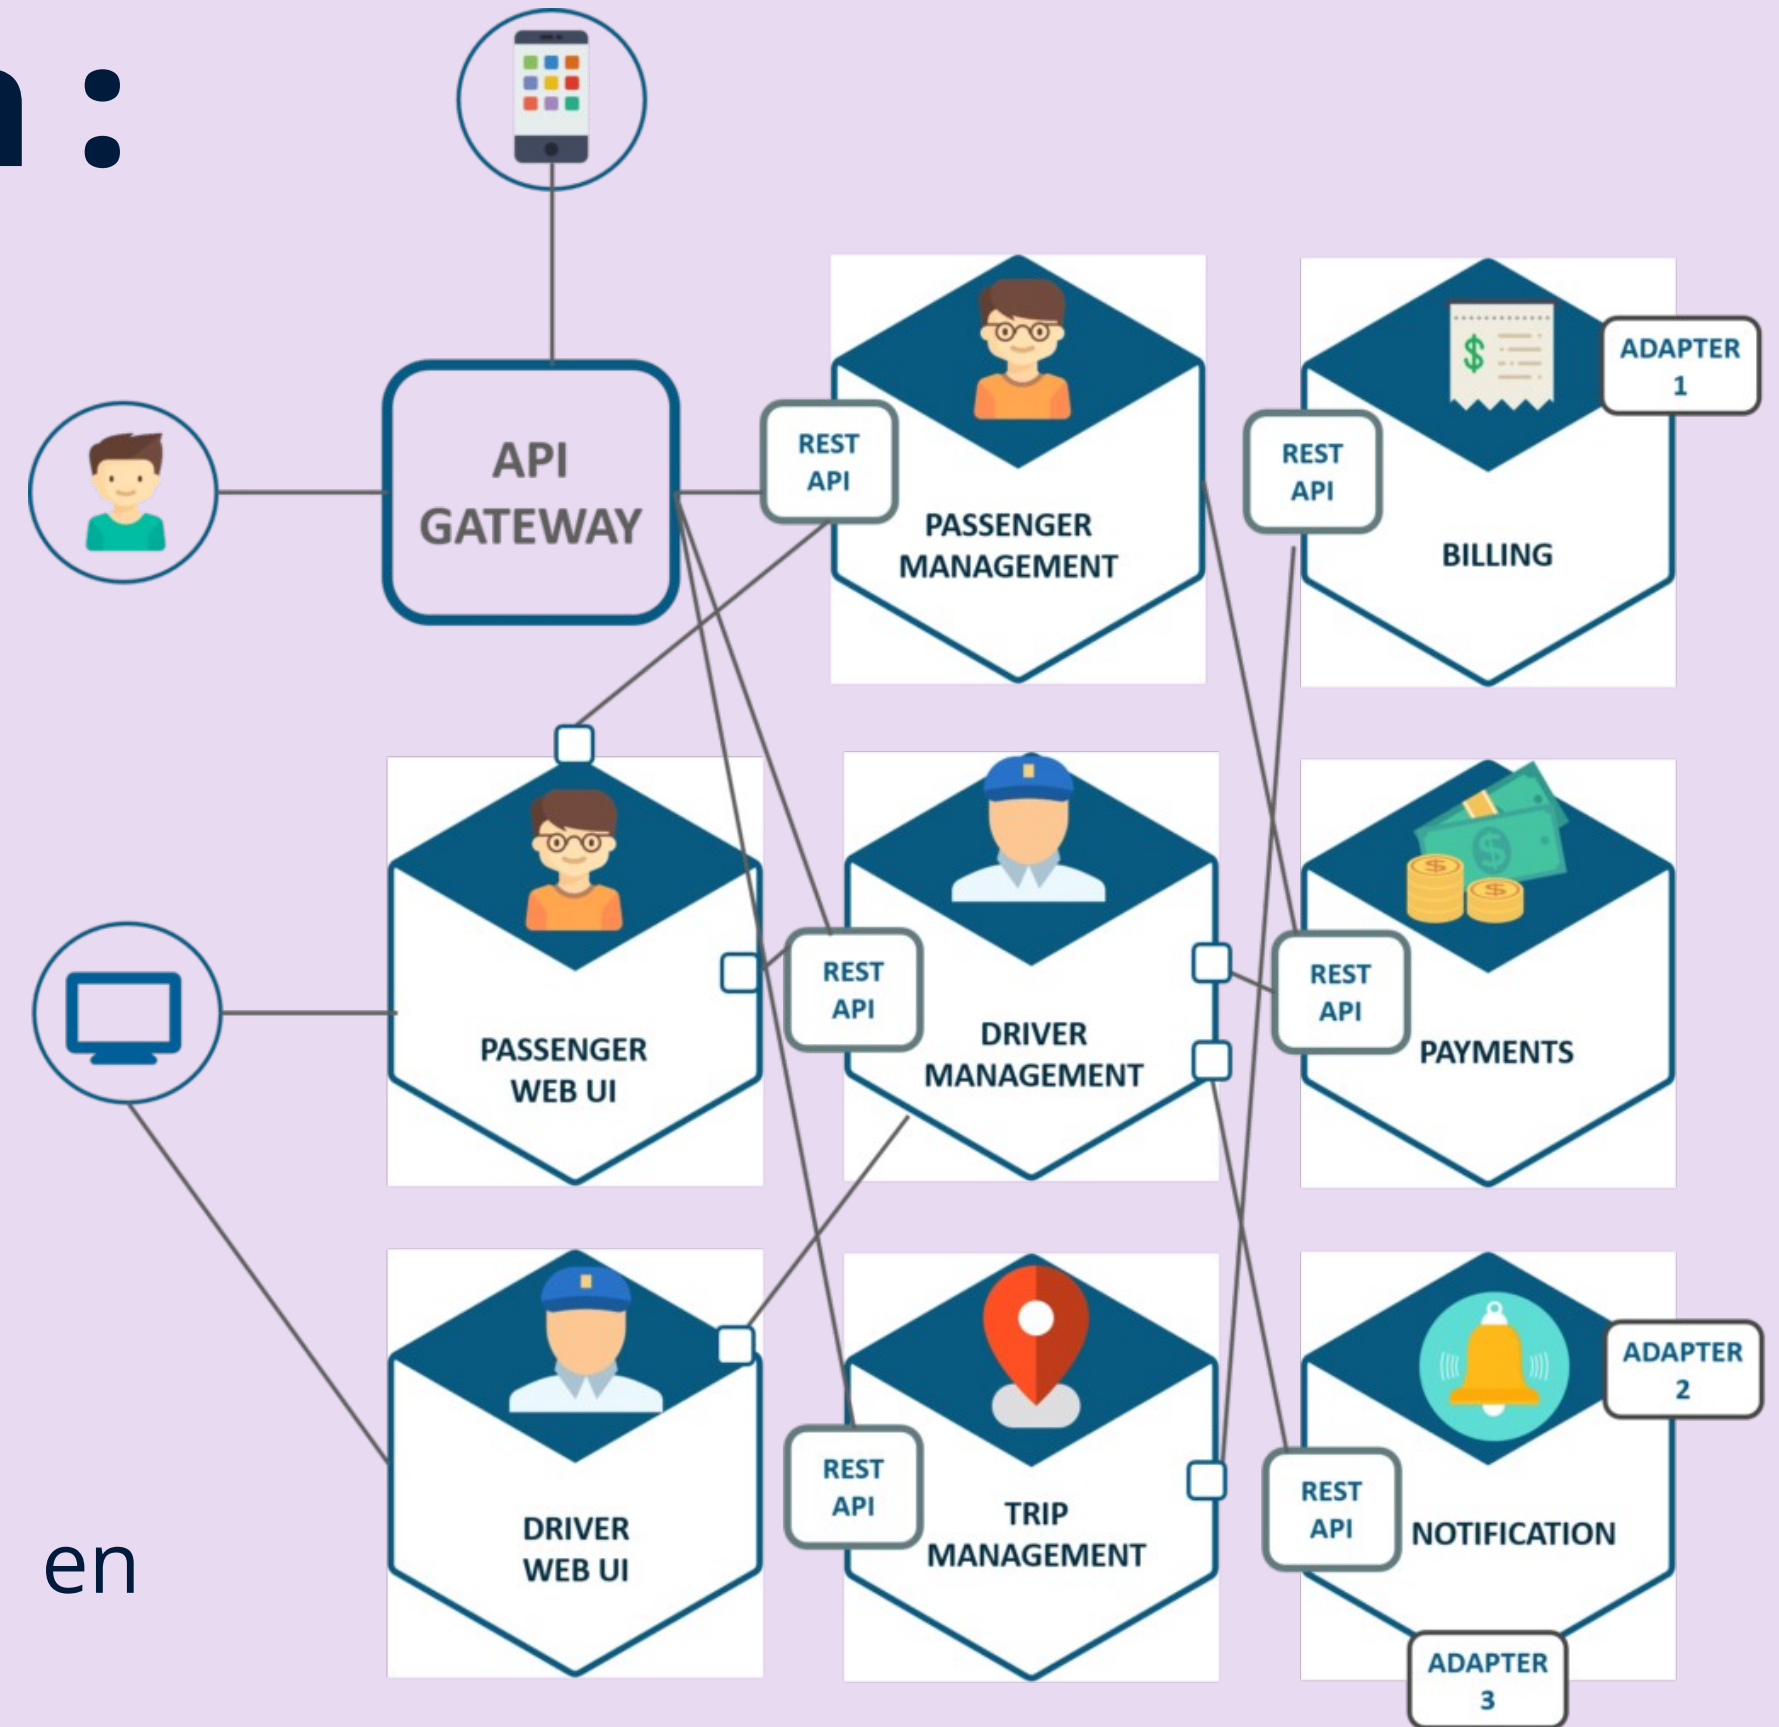 n :
API
GATEWAY
REST
API
PASSENGER
MANAGEMENT
REST
API
BILLING
ADAPTER
1
PASSENGER
WEB UI
REST
API
DRIVER
MANAGEMENT
REST
API
PAYMENTS
DRIVER
WEB UI
REST
API
TRIP
MANAGEMENT
REST
API
NOTIFICATION
ADAPTER
2
ADAPTER
3
en